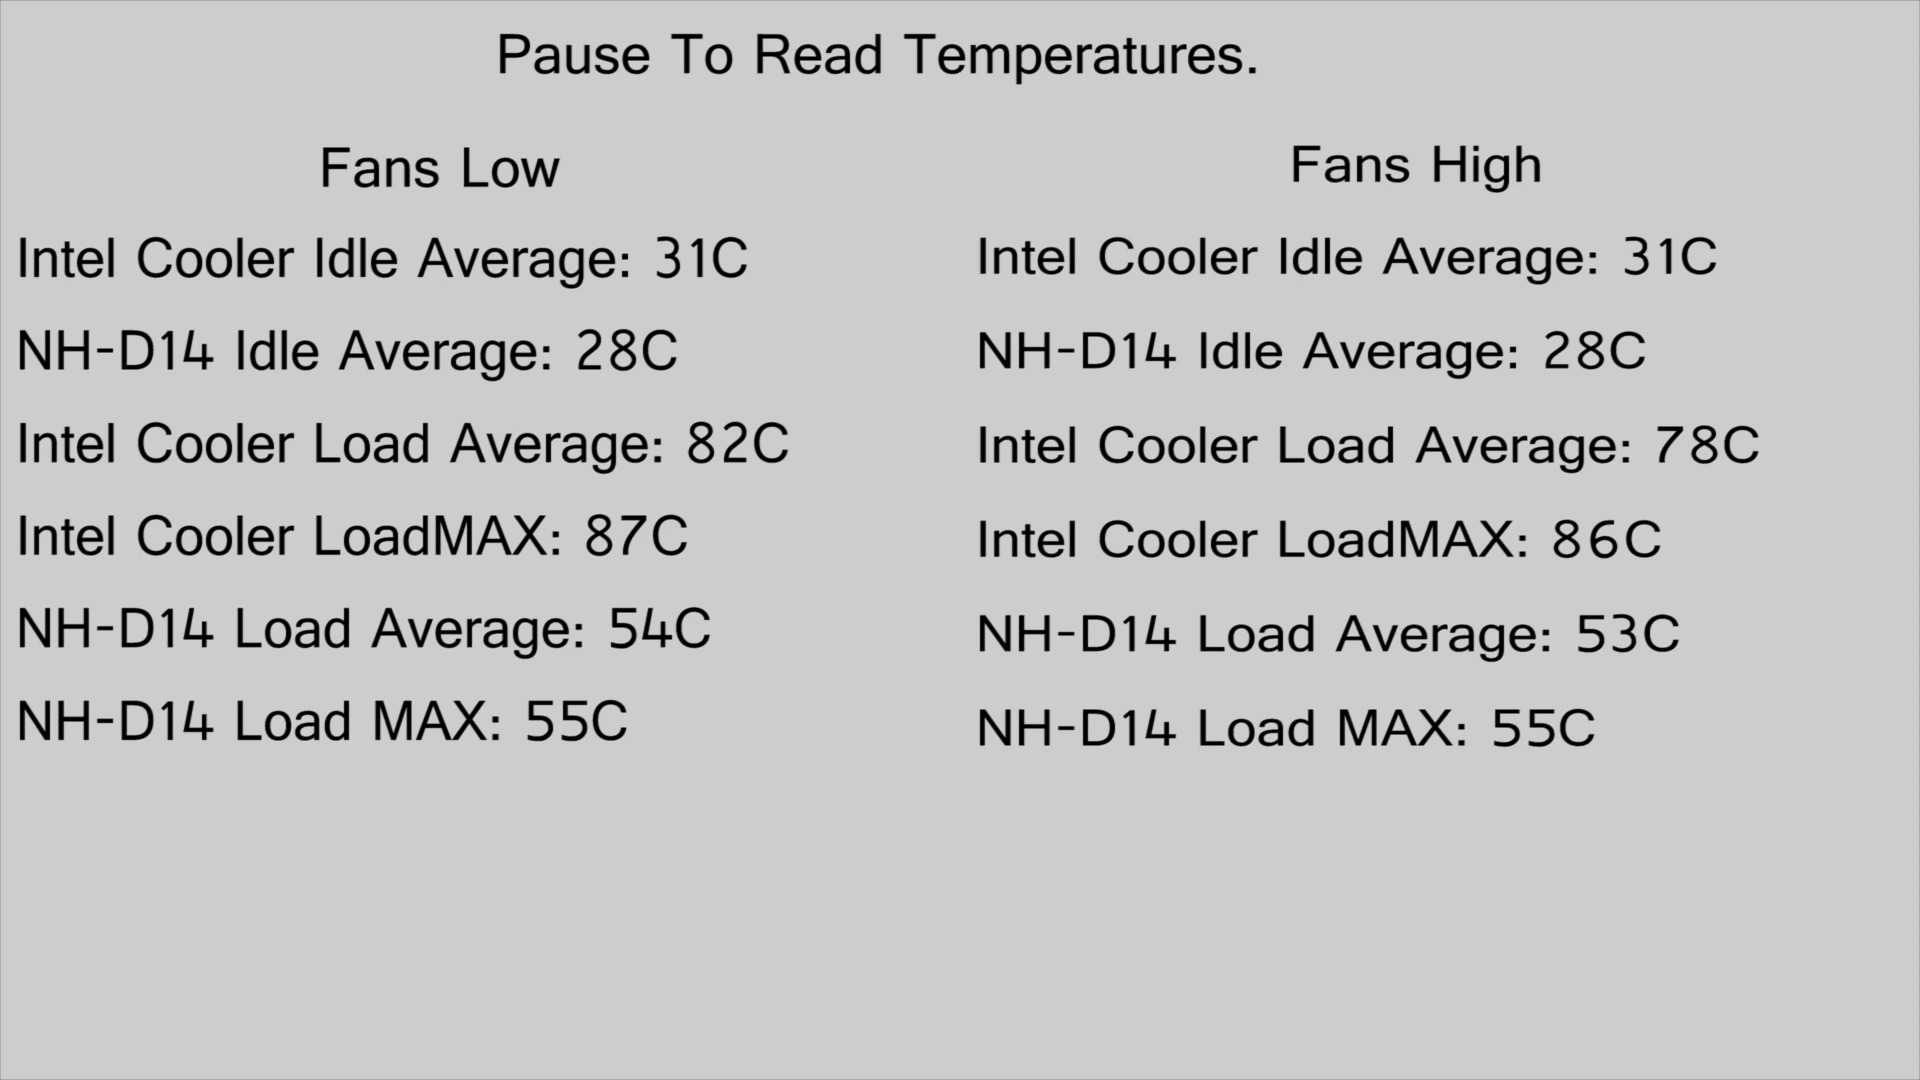 Pause To Read Temperatures.
Fans Low
Intel Cooler Idle Average: 31C
NH-D14 Idle Average: 28C
Intel Cooler Load Average: 82C
Intel Cooler LoadMAX: 87C
NH-D14 Load Average: 54C
NH-D14 Load MAX: 55C
Fans High
Intel Cooler Idle Average: 31C
NH-D14 Idle Average: 28C
Intel Cooler Load Average: 78C
Intel Cooler LoadMAX: 86C
NH-D14 Load Average: 53C
NH-D14 Load MAX: 55C